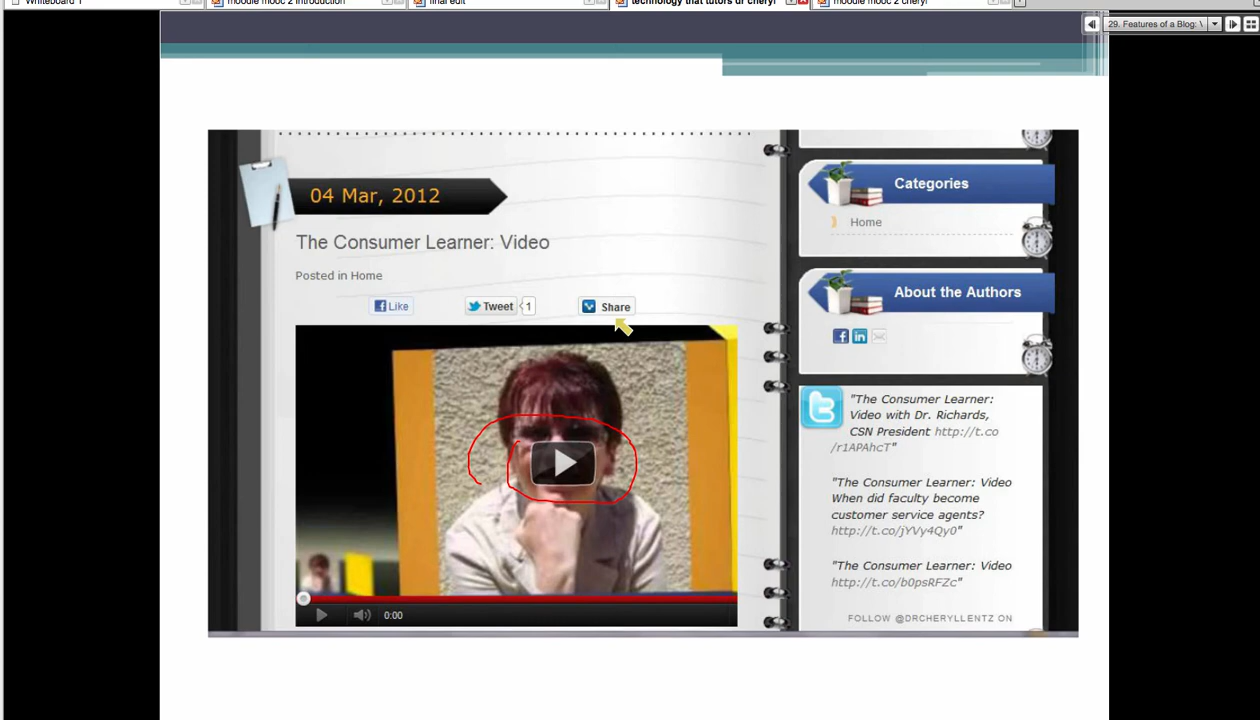 Whiteboard 1
moodle mooc 2 introduction
final edit
technology that tutors dr cheryl
moodle mooc 2 cheryl
29. Features of a Blog: \
04 Mar, 2012
The Consumer Learner: Video
Posted in Home
Like
Tweet
1
Share
0:00
Categories
Home
About the Authors
"The Consumer Learner:
Video with Dr. Richards,
CSN President http://t.co
/r1APAhcT"
"The Consumer Learner: Video
When did faculty become
customer service agents?
http://t.co/jYVy4Qy0"
"The Consumer Learner: Video
http://t.co/b0psRFZc"
FOLLOW @DRCHERYLLENTZ ON